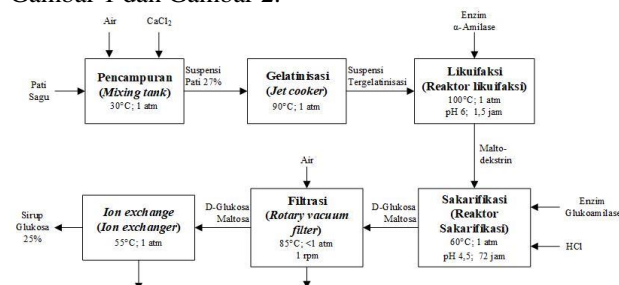 Gambar 1 dan Gambar 2.
Air
CaCl2
Enzim
α-Amilase
Pati
Sagu
Pencampuran
(Mixing tank)
30°C; 1 atm
Suspensi
Pati 27%
Gelatinisasi
(Jet cooker)
90°C; 1 atm
Suspensi
Tergelatinisasi
Likuifaksi
(Reaktor likuifaksi)
100°C; 1 atm
pH 6; 1,5 jam
Malto-
dekstrin
Air
Sirup
Glukosa
25%
Ion exchange
(Ion exchanger)
55°C; 1 atm
D-Glukosa
Maltosa
Filtrasi
(Rotary vacuum
filter)
85°C; <1 atm
1 rpm
D-Glukosa
Maltosa
Sakarifikasi
(Reaktor
Sakarifikasi)
60°C; 1 atm
pH 4,5; 72 jam
Enzim
Glukoamilase
HCl